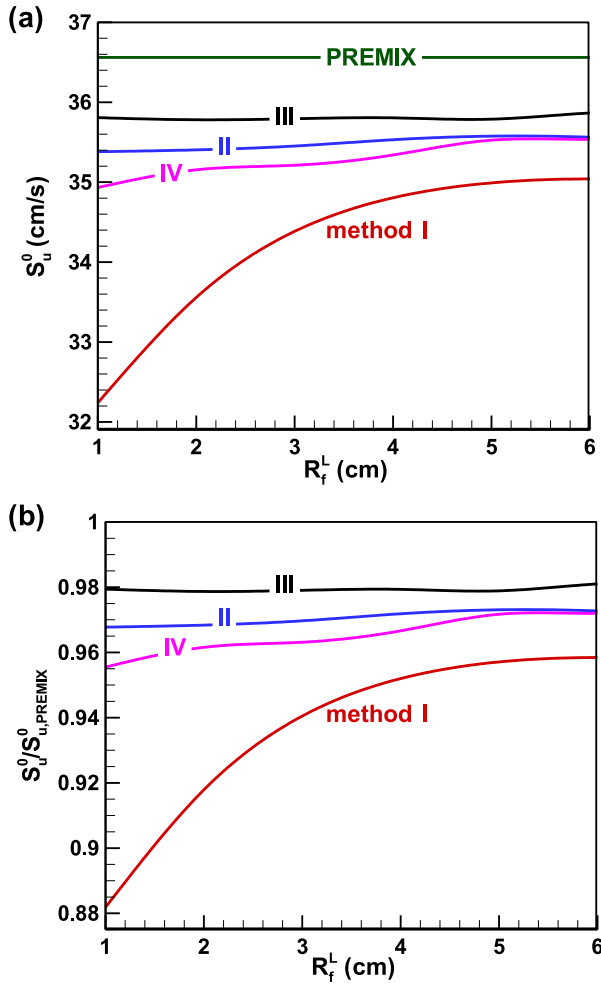 (a)
37
36
35
34
33
32
S_u^0 (cm/s)
PREMIX
III
II
IV
method I
1 2 3 4 5 6
R_f^L (cm)
(b)
1
0.98
0.96
0.94
0.92
0.9
0.88
S_u^0/S_{u,PREMIX}^0
III
II
IV
method I
1 2 3 4 5 6
R_f^L (cm)